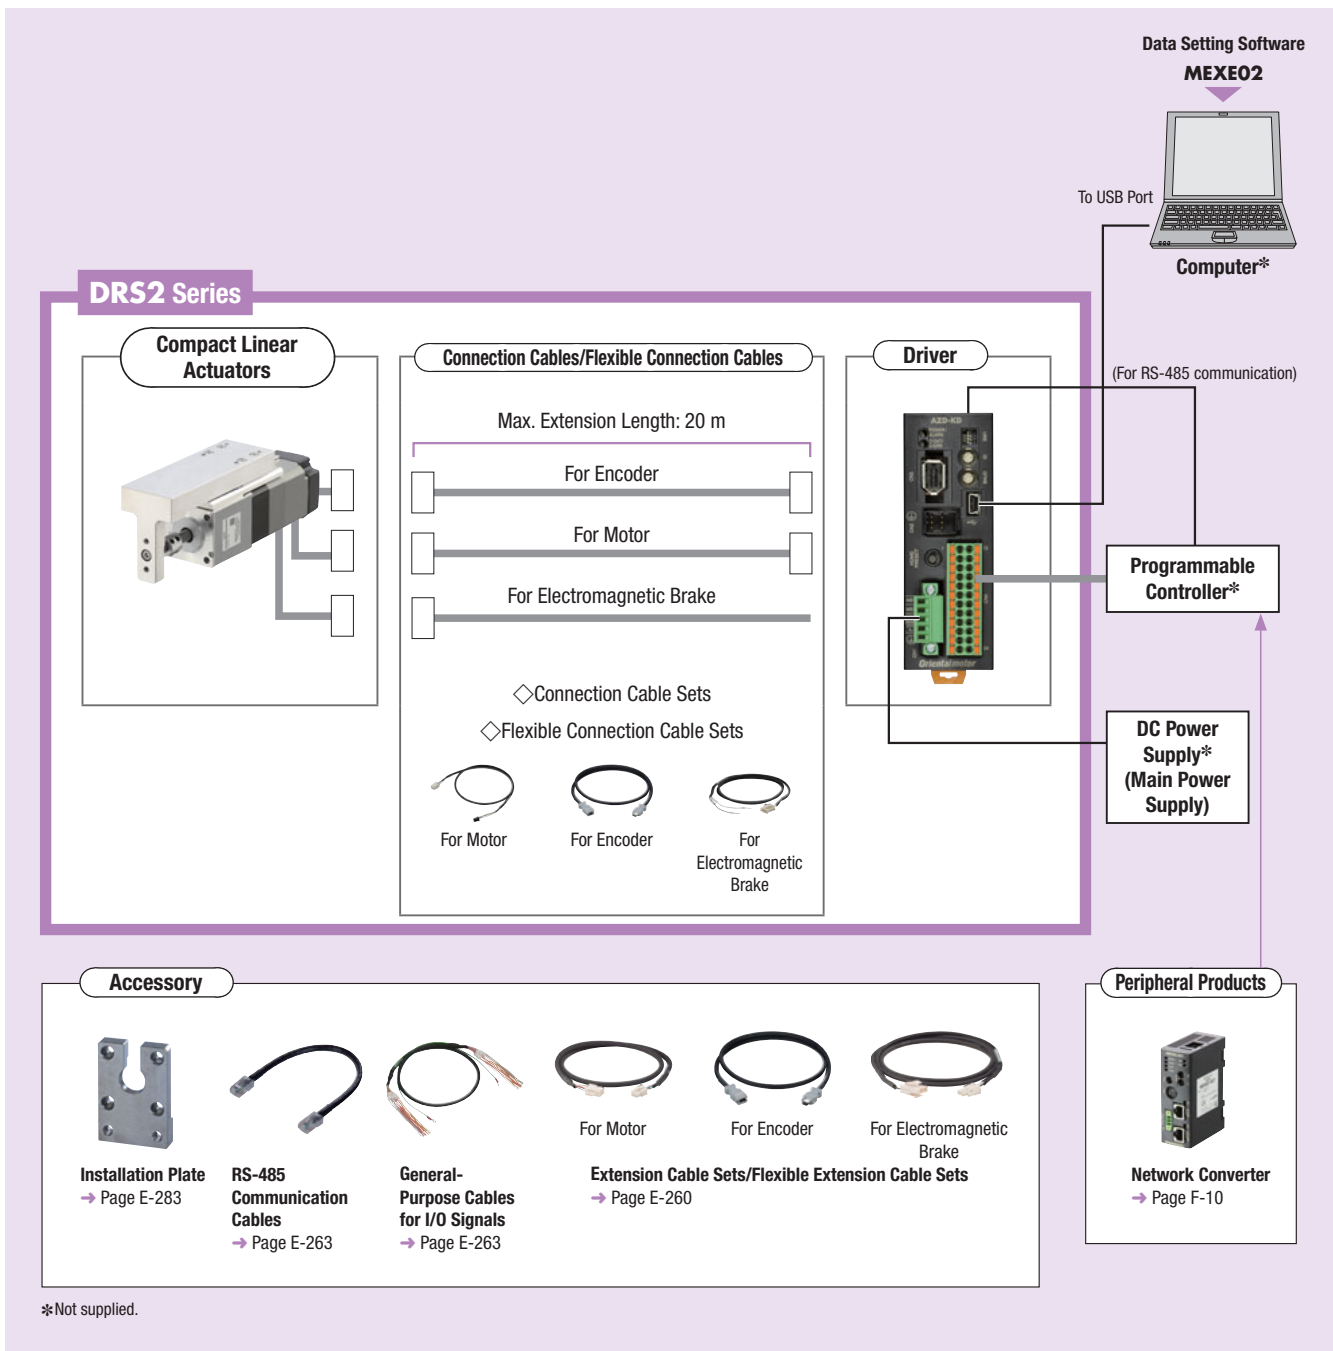 Data Setting Software
MEXE02
To USB Port
Computer*
DRS2 Series
Compact Linear
Actuators
Connection Cables/Flexible Connection Cables
Driver
(For RS-485 communication)
Max. Extension Length: 20 m
AZD-KD
For Encoder
For Motor
For Electromagnetic Brake
Programmable
Controller*
Orientalmotor
◇Connection Cable Sets
◇Flexible Connection Cable Sets
DC Power
Supply*
(Main Power
Supply)
For Motor
For Encoder
For
Electromagnetic
Brake
Accessory
Peripheral Products
For Motor
For Encoder
For Electromagnetic
Brake
Installation Plate
→ Page E-283
RS-485
Communication
Cables
→ Page E-263
General-
Purpose Cables
for I/O Signals
→ Page E-263
Extension Cable Sets/Flexible Extension Cable Sets
→ Page E-260
Network Converter
→ Page F-10
*Not supplied.